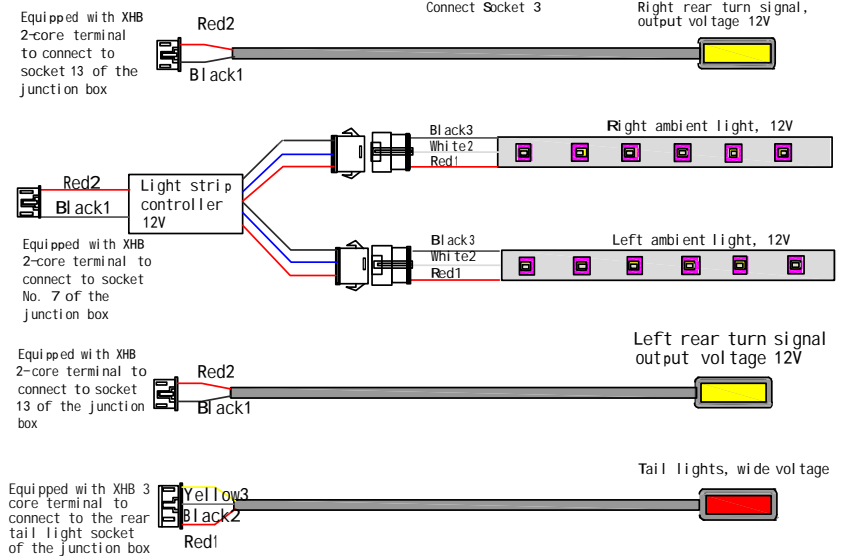 Equipped with XHB
2-core terminal
to connect to
socket 13 of the
junction box
Red2
Black1
Connect Socket 3
Right rear turn signal,
output voltage 12V
Red2
Black1
Light strip
controller
12V
Black3
White2
Red1
Right ambient light, 12V
Equipped with XHB
2-core terminal to
connect to socket
No. 7 of the
junction box
Black3
White2
Red1
Left ambient light, 12V
Equipped with XHB
2-core terminal to
connect to socket
13 of the junction
box
Red2
Black1
Left rear turn signal
output voltage 12V
Equipped with XHB 3
core terminal to
connect to the rear
tail light socket
of the junction box
Yellow3
Black2
Red1
Tail lights, wide voltage